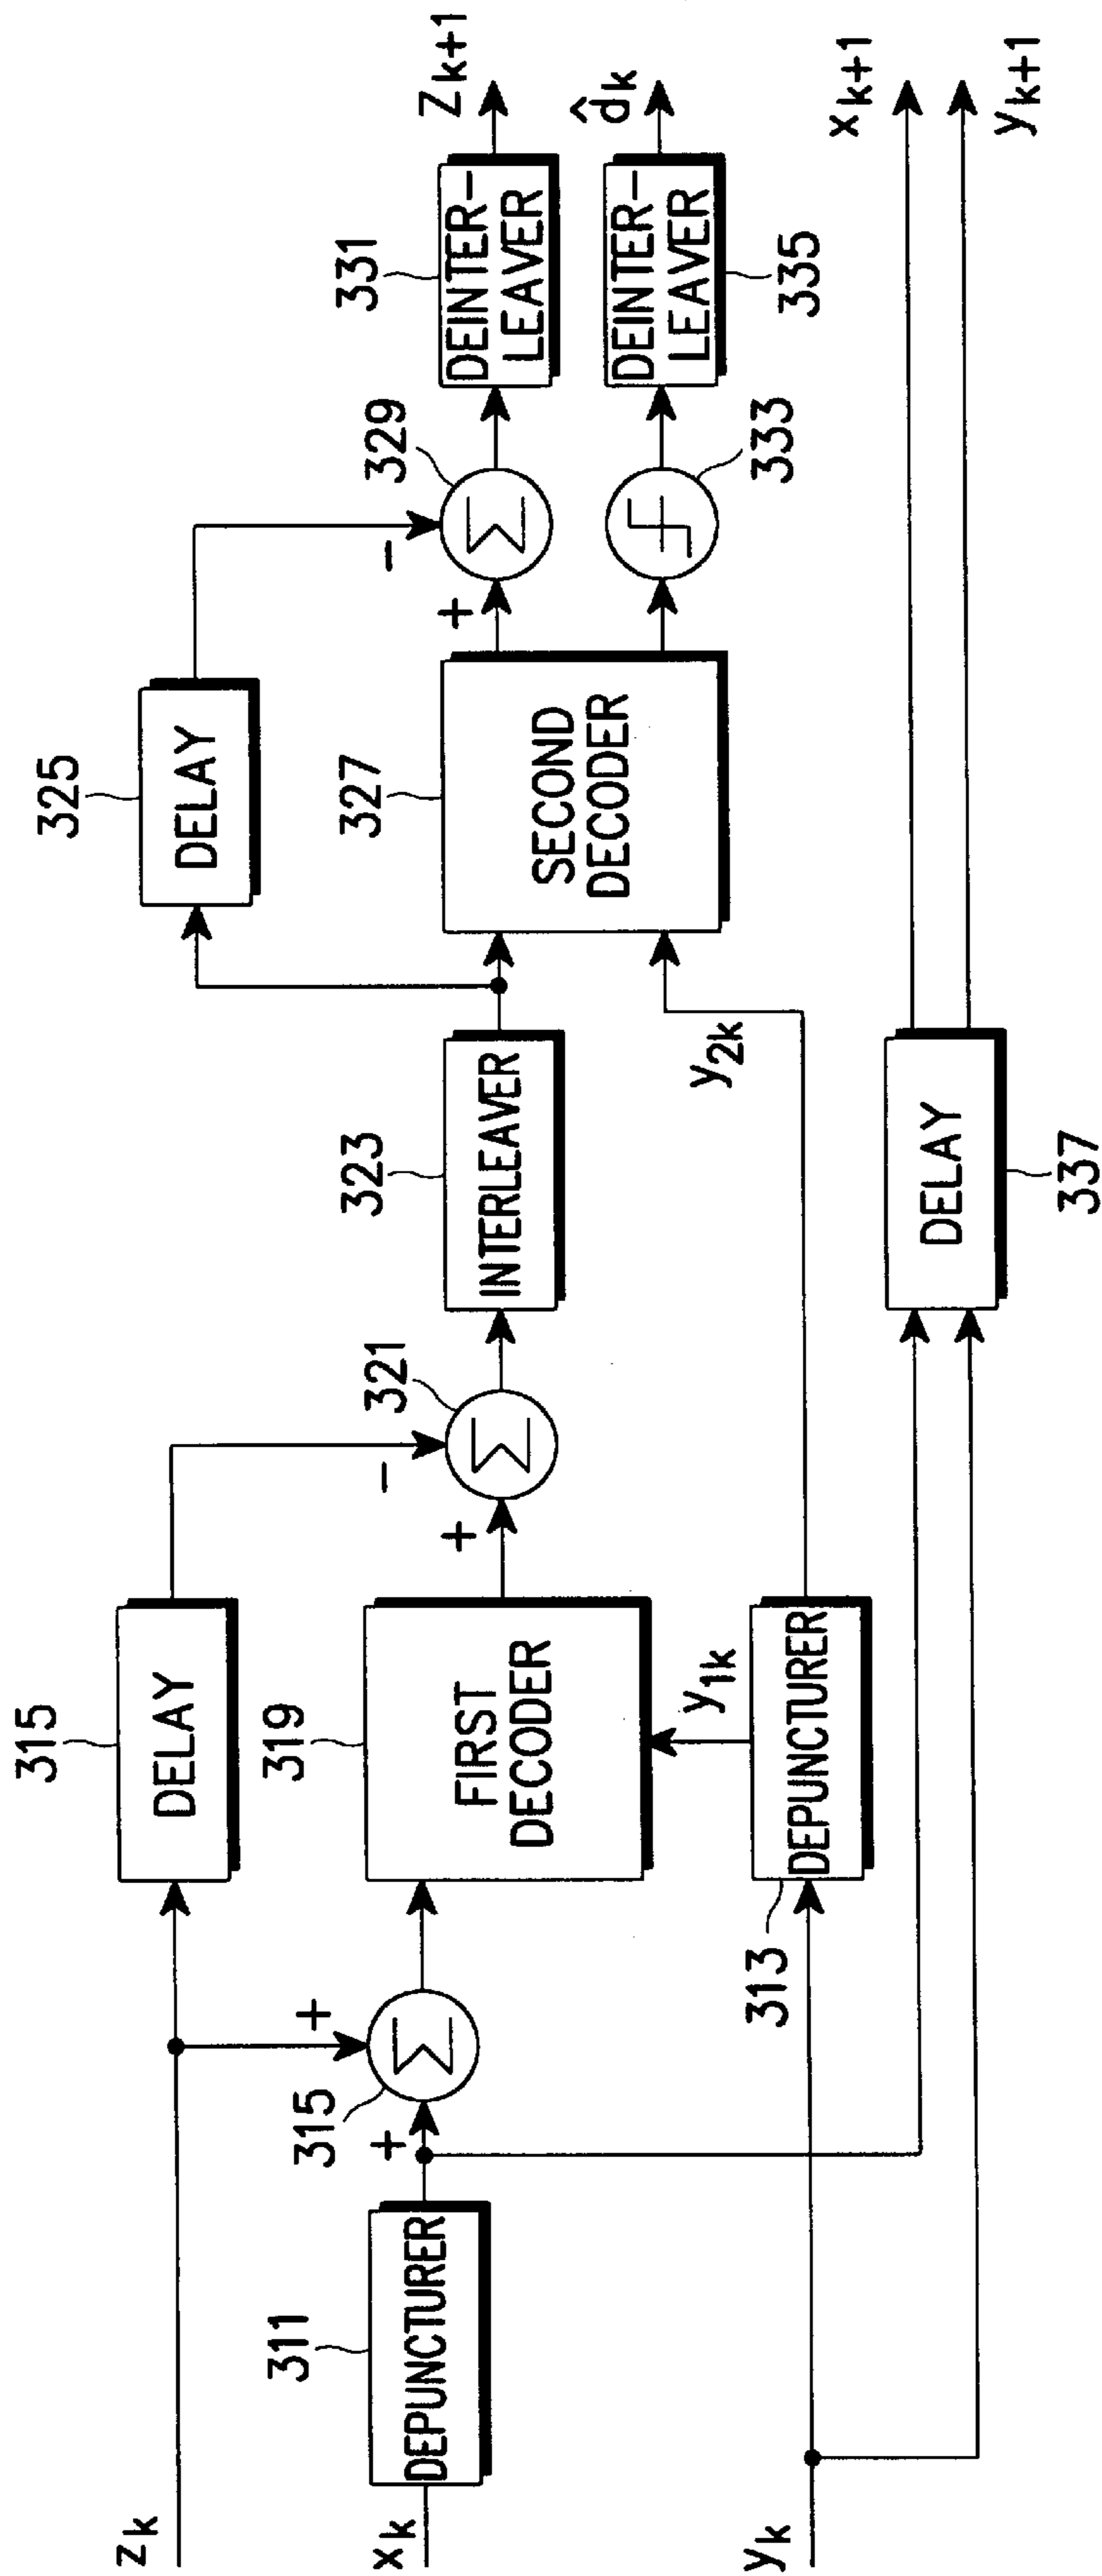 z_k
x_k
y_k
311
DEPUNCTURER
315
+
+
Σ
315
DELAY
319
FIRST
DECODER
y_1k
313
DEPUNCTURER
-
+
321
Σ
323
INTERLEAVER
y_2k
325
DELAY
327
SECOND
DECODER
-
+
329
Σ
333
331
DEINTER-
LEAVER
335
DEINTER-
LEAVER
337
DELAY
Z_k+1
d̂_k
x_k+1
y_k+1